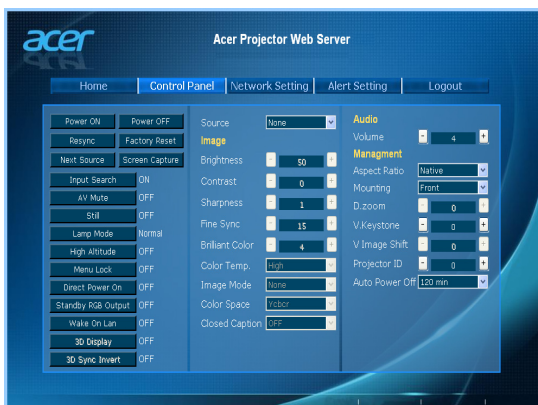 acer
Acer Projector Web Server
Home Control Panel Network Setting Alert Setting Logout
Power ON Power OFF
Resync Factory Reset
Next Source Screen Capture
Input Search ON
AV Mute OFF
Still OFF
Lamp Mode Normal
High Altitude OFF
Menu Lock OFF
Direct Power On OFF
Standby RGB Output OFF
Wake On Lan OFF
3D Display OFF
3D Sync Invert OFF
Source None
Image
Brightness - 50 +
Contrast - 0 +
Sharpness - 1 +
Fine Sync - 15 +
Brilliant Color - 4 +
Color Temp. High
Image Mode None
Color Space Ycbcr
Closed Caption OFF
Audio
Volume - 4 +
Managment
Aspect Ratio Native
Mounting Front
D.zoom - 0 +
V.Keystone - 0 +
V Image Shift - 0 +
Projector ID - 0 +
Auto Power Off 120 min